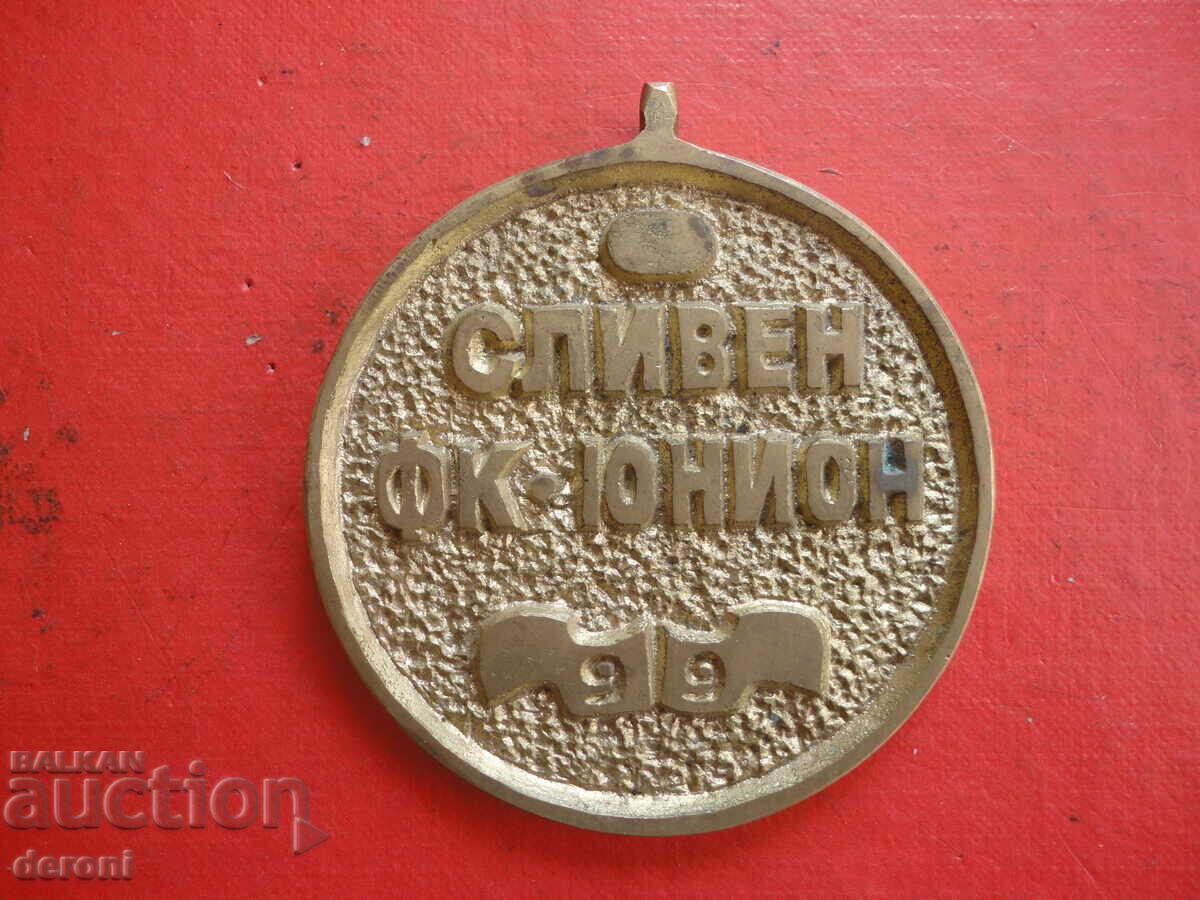 СЛИВЕН
ФК·ЮНИОН
99
BALKAN
auction
deroni